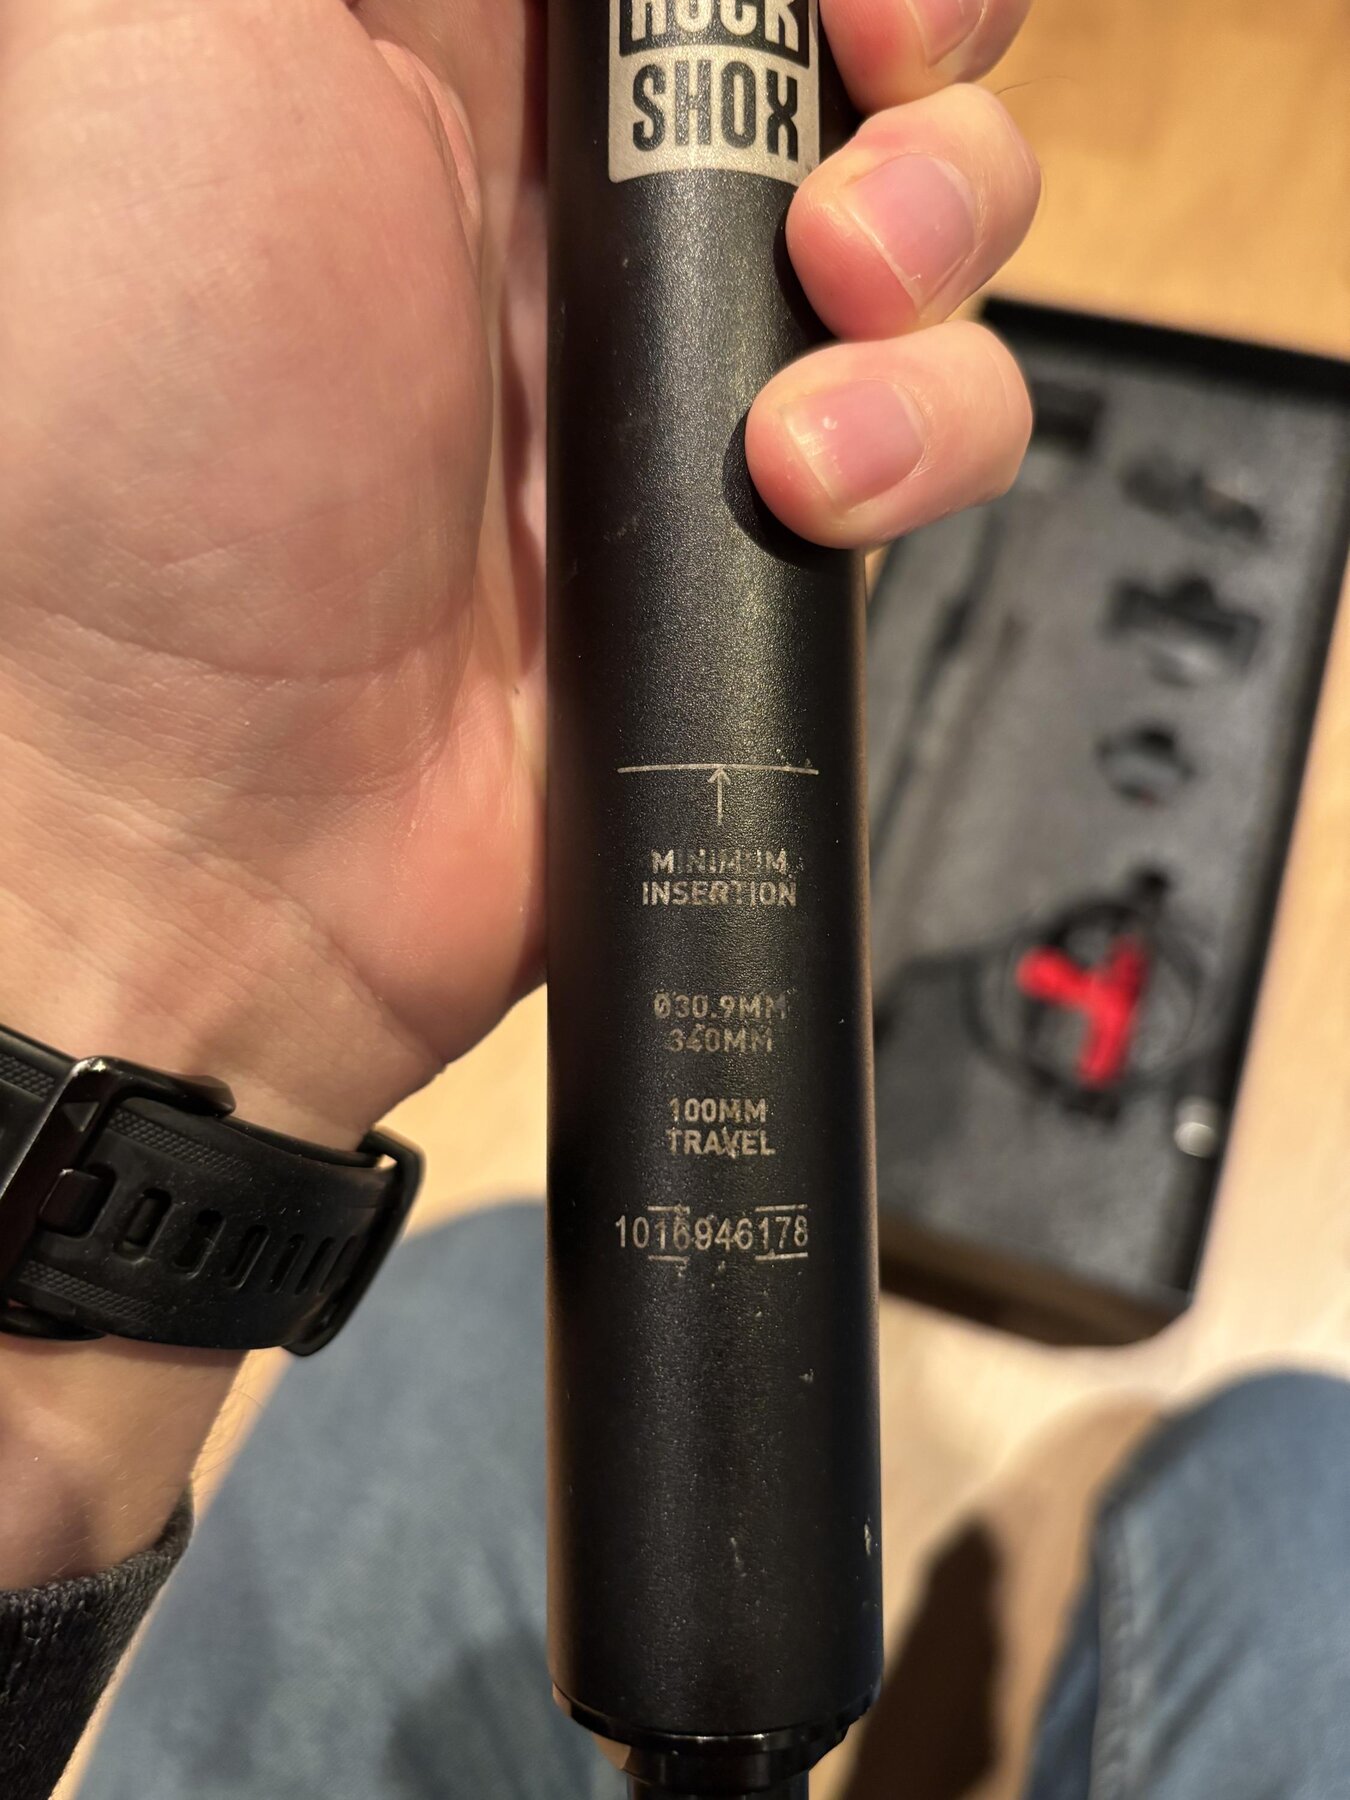 ROCK
SHOX
MINIMUM
INSERTION
Ø30.9MM
340MM
100MM
TRAVEL
1016946178